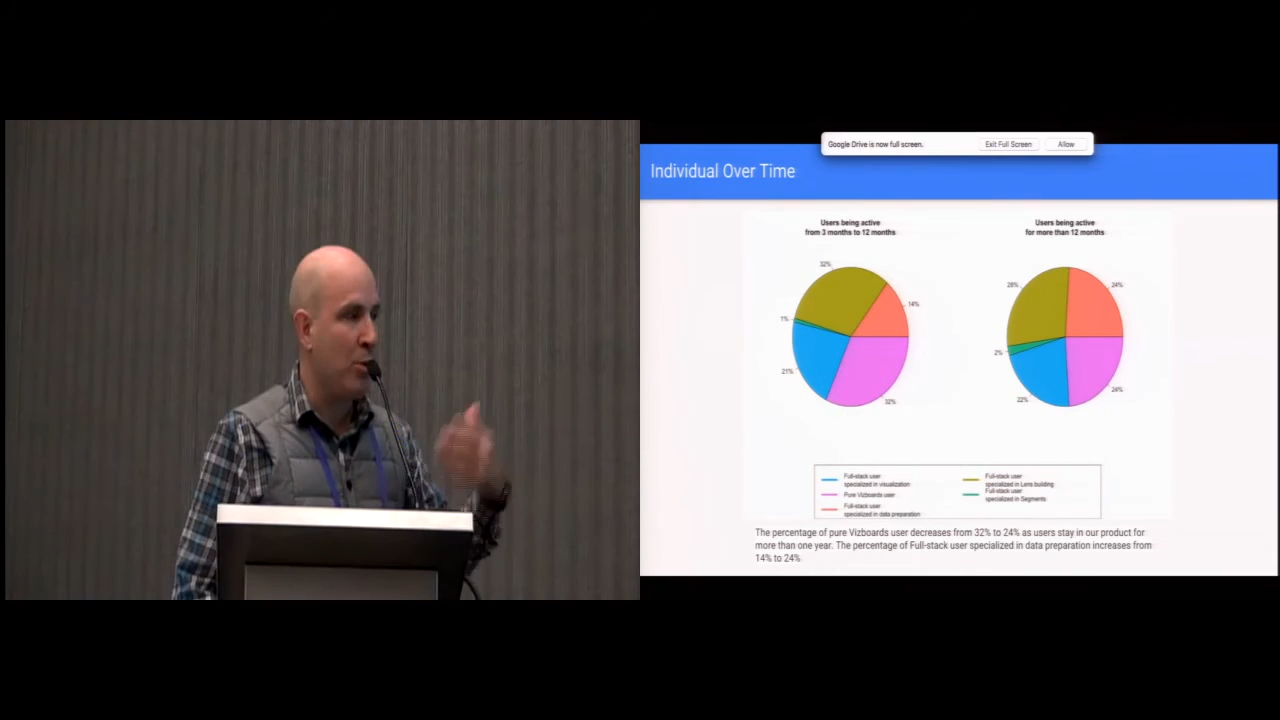 Google Drive is now full screen.
Exit Full Screen
Allow
Individual Over Time
Users being active
from 3 months to 12 months
32%
14%
1%
21%
32%
Users being active
for more than 12 months
28%
24%
2%
22%
24%
Full-stack user
specialized in visualization
Pure Vizboards user
Full-stack user
specialized in data preparation
Full-stack user
specialized in Lens building
Full-stack user
specialized in Segments
The percentage of pure Vizboards user decreases from 32% to 24% as users stay in our product for
more than one year. The percentage of Full-stack user specialized in data preparation increases from
14% to 24%